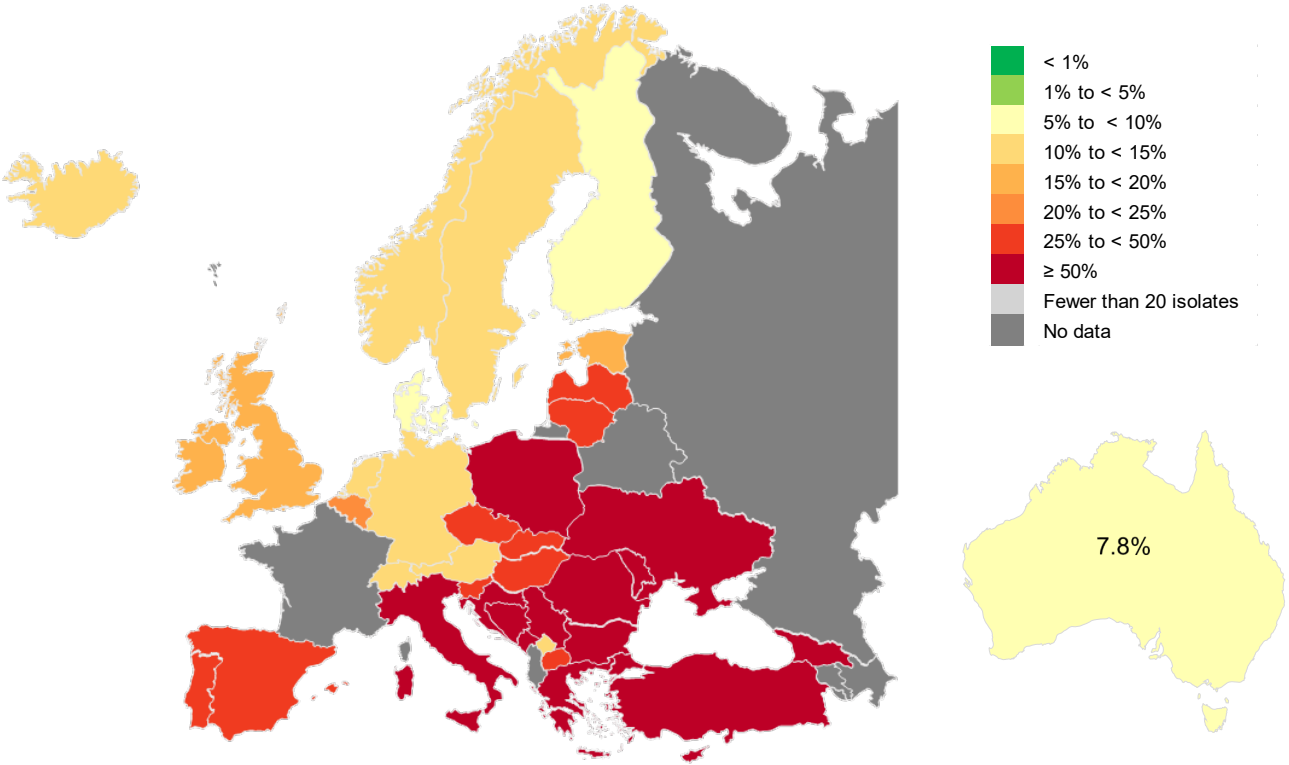 < 1%
1% to < 5%
5% to < 10%
10% to < 15%
15% to < 20%
20% to < 25%
25% to < 50%
≥ 50%
Fewer than 20 isolates
No data
7.8%